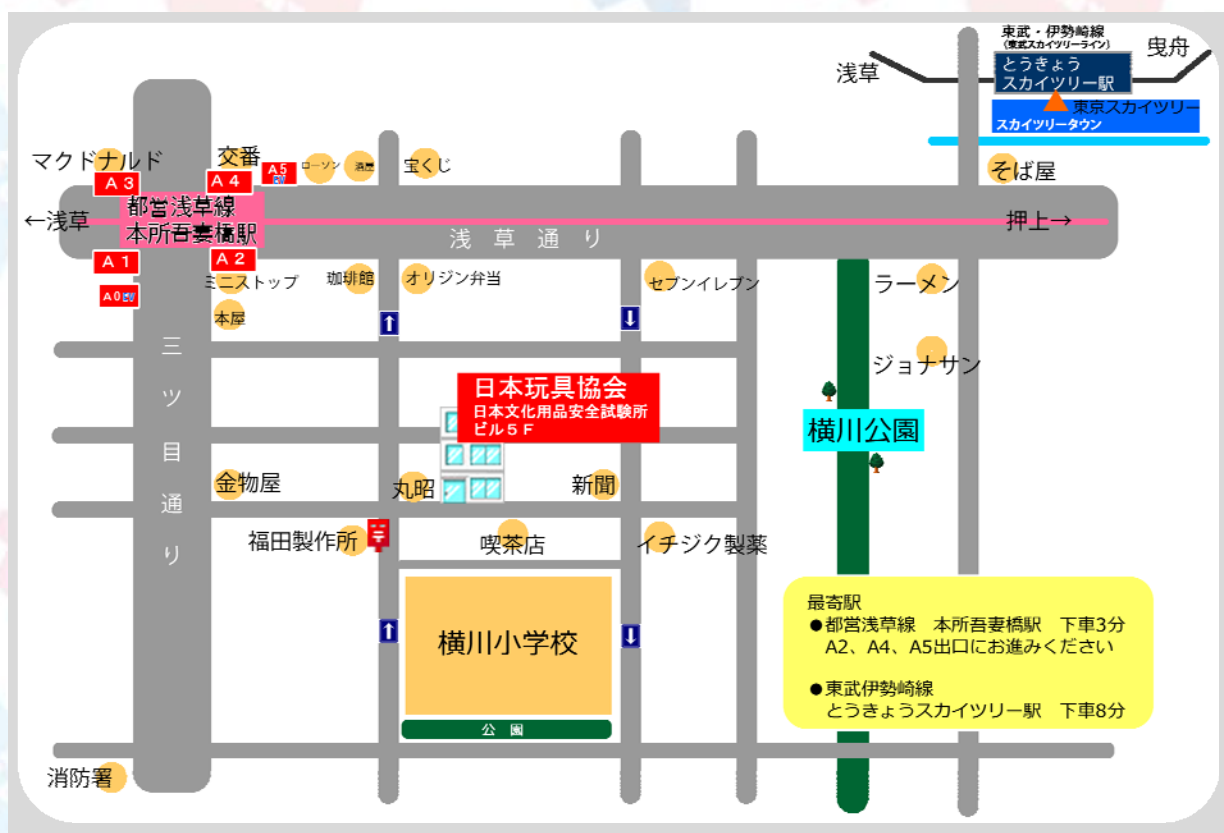 東武・伊勢崎線
(東武スカイツリーライン)
浅草
曳舟
とうきょう
スカイツリー駅
東京スカイツリー
スカイツリータウン
マクドナルド
交番
A5
EV
ローソン
酒屋
宝くじ
そば屋
A3
A4
←浅草
都営浅草線
本所吾妻橋駅
浅草通り
押上→
A1
A2
A0EV
ミニストップ
珈琲館
オリジン弁当
セブンイレブン
ラーメン
本屋
三ツ目通り
ジョナサン
日本玩具協会
日本文化用品安全試験所
ビル5F
横川公園
金物屋
丸昭
新聞
福田製作所
〒
喫茶店
イチジク製薬
横川小学校
公園
消防署
最寄駅
●都営浅草線 本所吾妻橋駅 下車3分
A2、A4、A5出口にお進みください
●東武伊勢崎線
とうきょうスカイツリー駅 下車8分